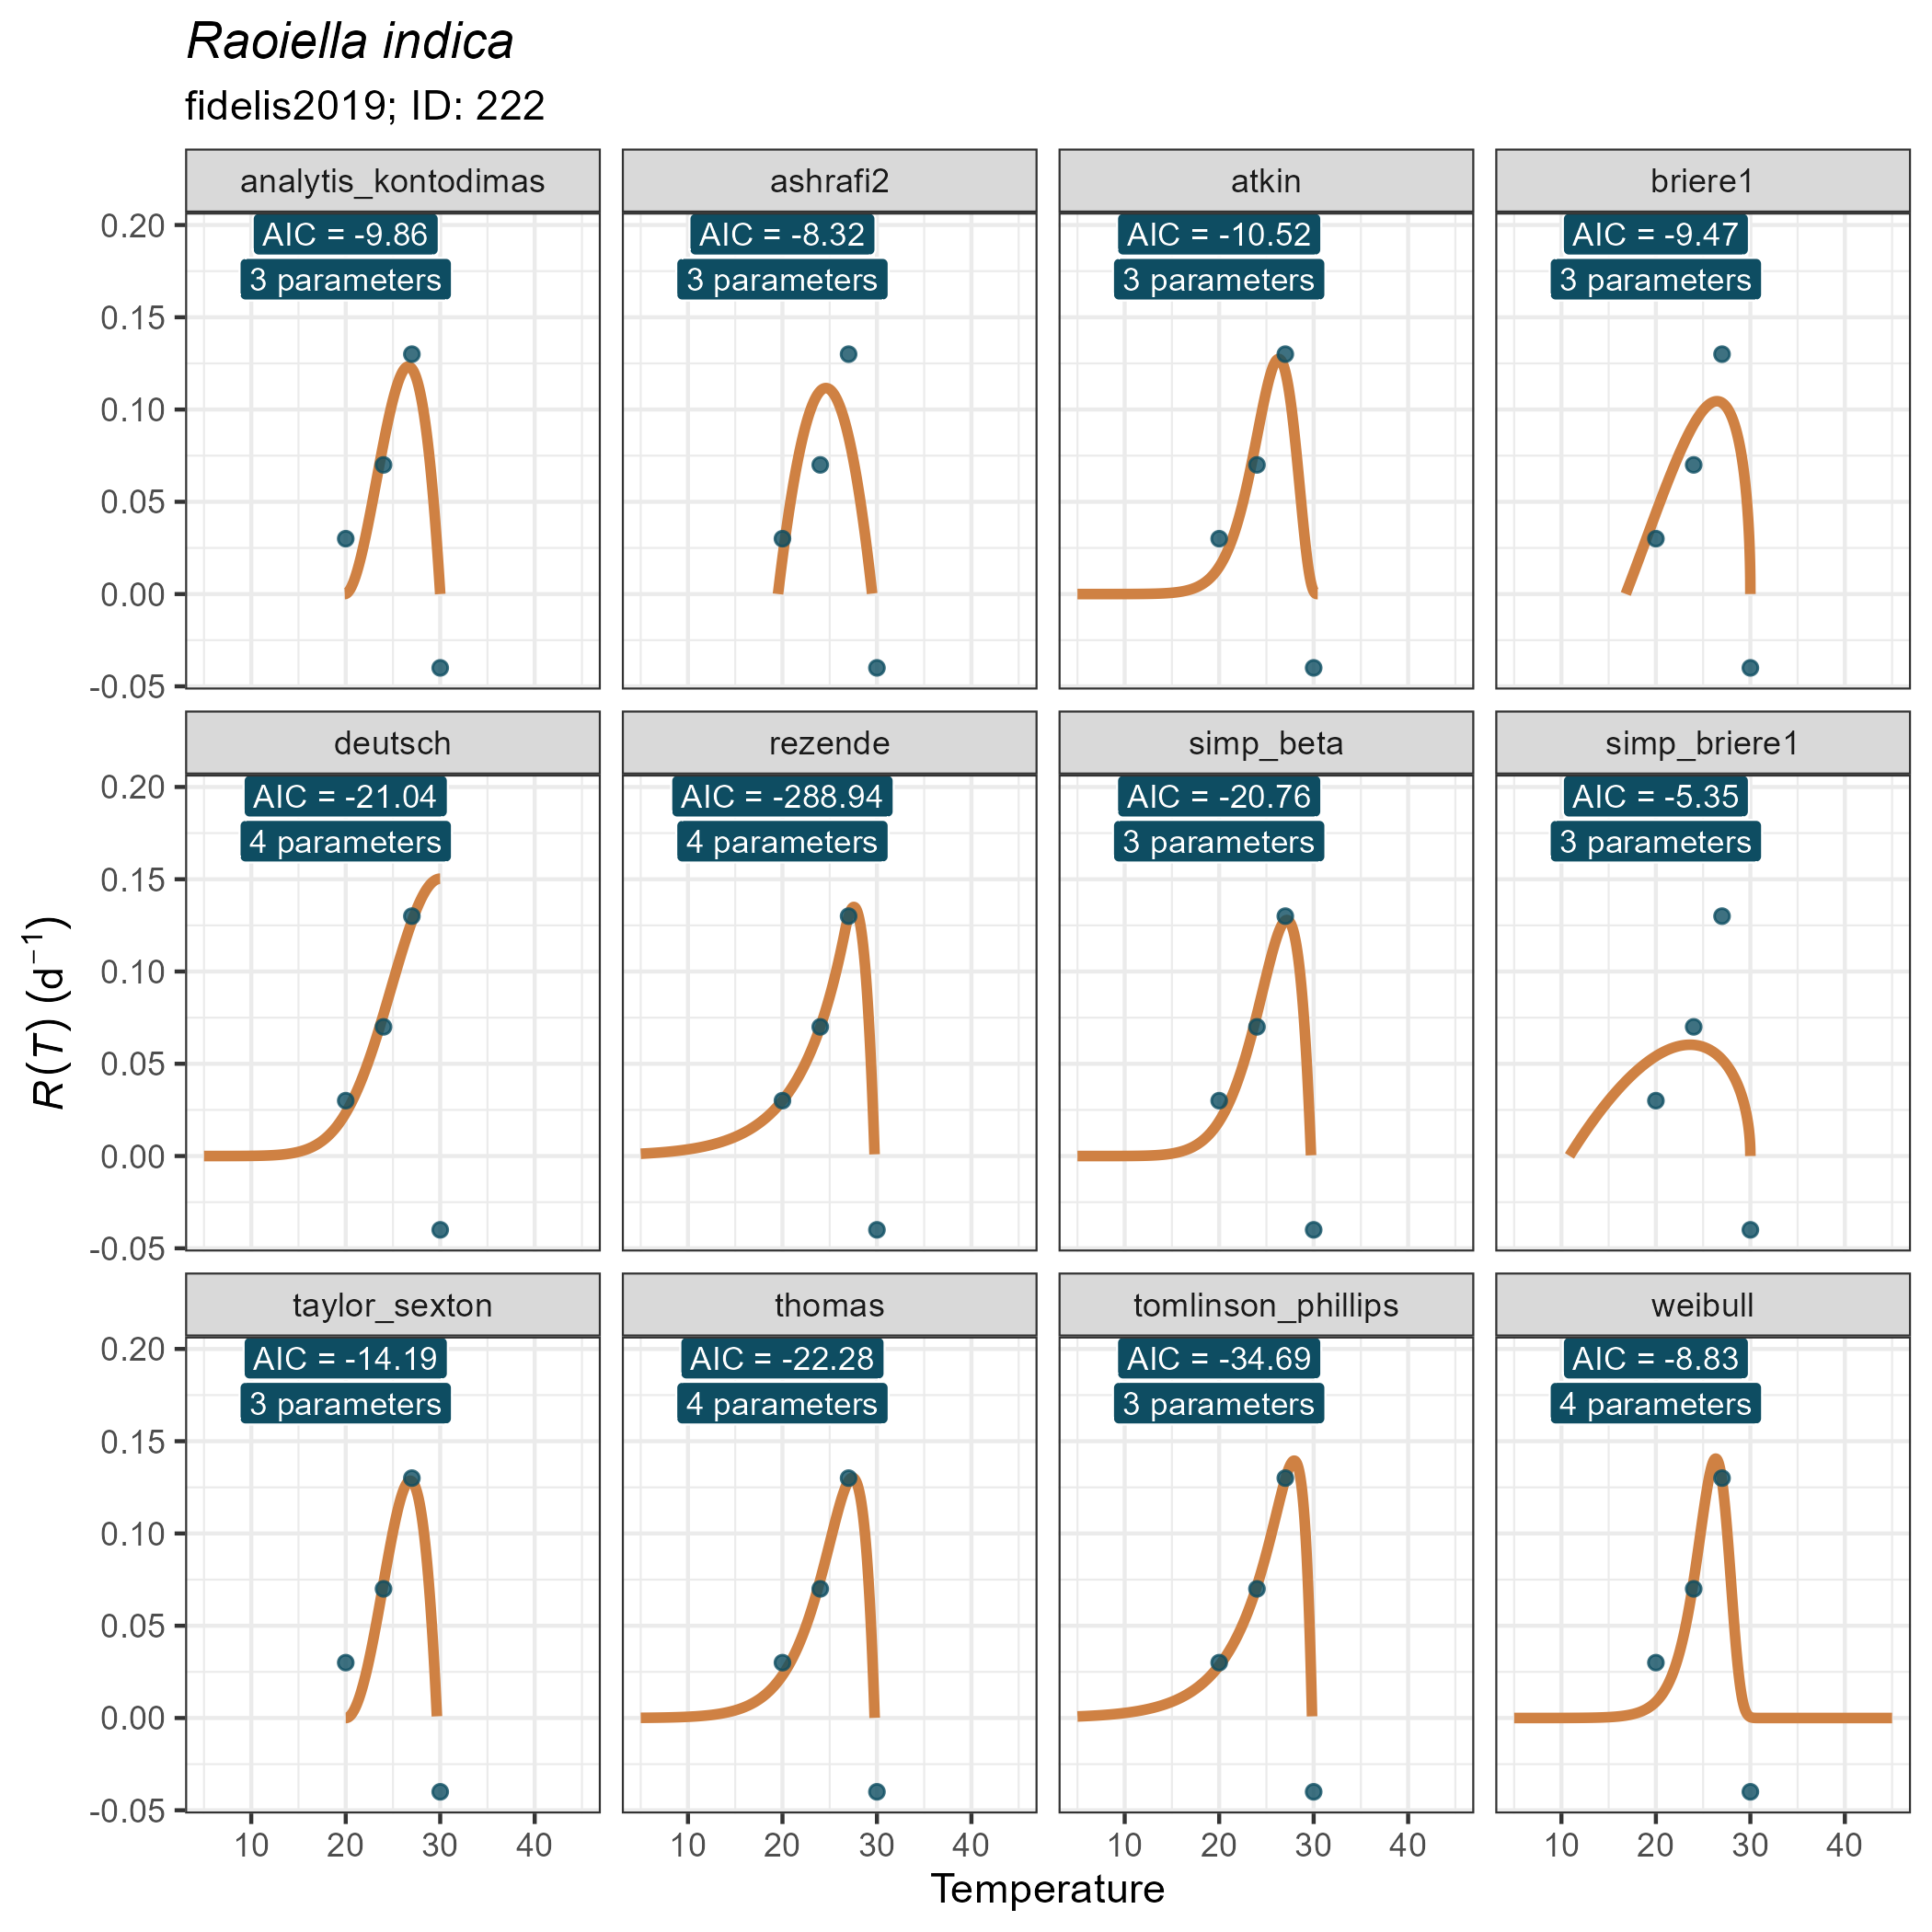 Raoiella indica
fidelis2019; ID: 222
analytis_kontodimas
ashrafi2
atkin
briere1
AIC = -9.86
3 parameters
AIC = -8.32
3 parameters
AIC = -10.52
3 parameters
AIC = -9.47
3 parameters
0.20
0.15
0.10
0.05
0.00
-0.05
deutsch
rezende
simp_beta
simp_briere1
AIC = -21.04
4 parameters
AIC = -288.94
4 parameters
AIC = -20.76
3 parameters
AIC = -5.35
3 parameters
0.20
0.15
0.10
0.05
0.00
-0.05
R(T) (d⁻¹)
taylor_sexton
thomas
tomlinson_phillips
weibull
AIC = -14.19
3 parameters
AIC = -22.28
4 parameters
AIC = -34.69
3 parameters
AIC = -8.83
4 parameters
0.20
0.15
0.10
0.05
0.00
-0.05
10 20 30 40
10 20 30 40
10 20 30 40
10 20 30 40
Temperature